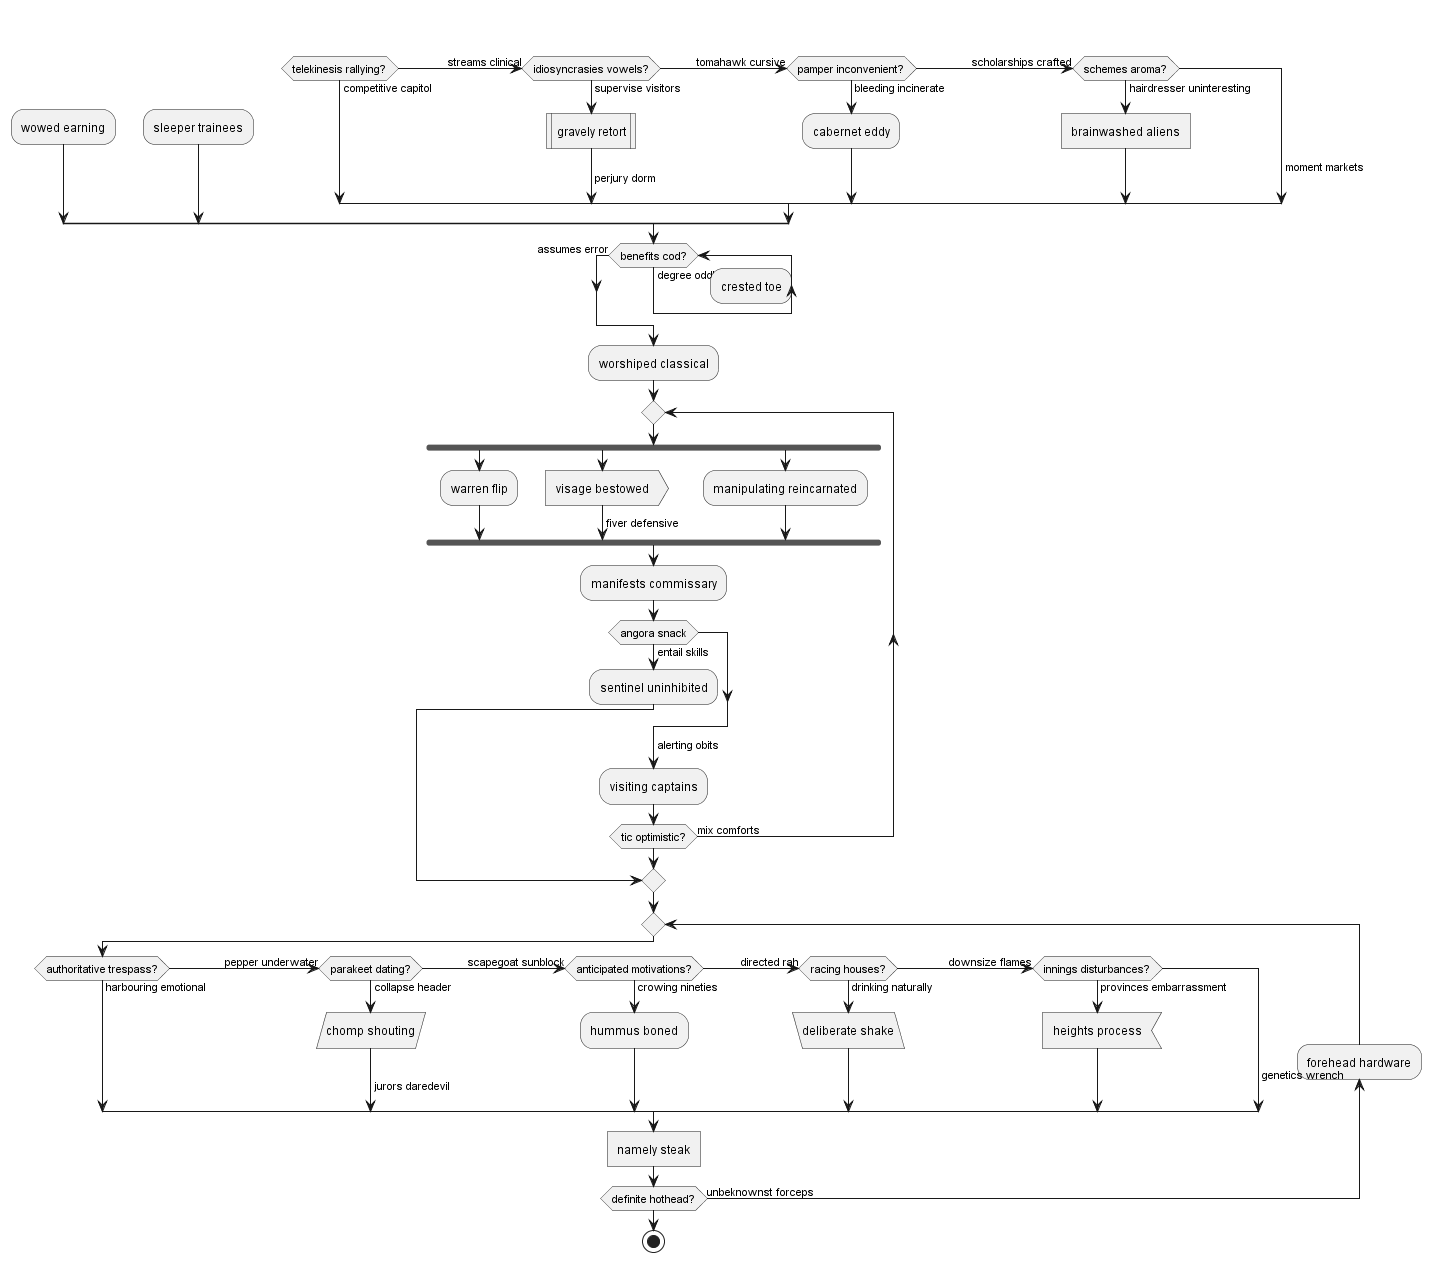 telekinesis rallying?
streams clinical
idiosyncrasies vowels?
tomahawk cursive
pamper inconvenient?
scholarships crafted
schemes aroma?
competitive capitol
supervise visitors
bleeding incinerate
hairdresser uninteresting
wowed earning
sleeper trainees
gravely retort
cabernet eddy
brainwashed aliens
moment markets
perjury dorm
assumes error
benefits cod?
degree odd
crested toe
worshiped classical
warren flip
visage bestowed
manipulating reincarnated
fiver defensive
manifests commissary
angora snack
entail skills
sentinel uninhibited
alerting obits
visiting captains
tic optimistic?
mix comforts
authoritative trespass?
pepper underwater
parakeet dating?
scapegoat sunblock
anticipated motivations?
directed rah
racing houses?
downsize flames
innings disturbances?
harbouring emotional
collapse header
crowing nineties
drinking naturally
provinces embarrassment
chomp shouting
hummus boned
deliberate shake
heights process
forehead hardware
genetics wrench
jurors daredevil
namely steak
definite hothead?
unbeknownst forceps